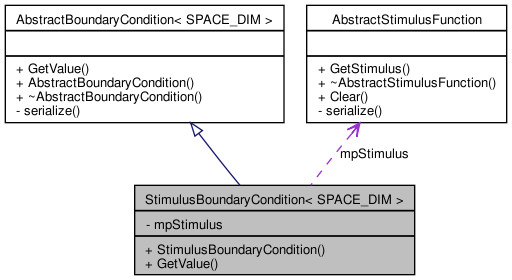 AbstractBoundaryCondition< SPACE_DIM >
+ GetValue()
+ AbstractBoundaryCondition()
+ ~AbstractBoundaryCondition()
- serialize()
AbstractStimulusFunction
+ GetStimulus()
+ ~AbstractStimulusFunction()
+ Clear()
- serialize()
mpStimulus
StimulusBoundaryCondition< SPACE_DIM >
- mpStimulus
+ StimulusBoundaryCondition()
+ GetValue()